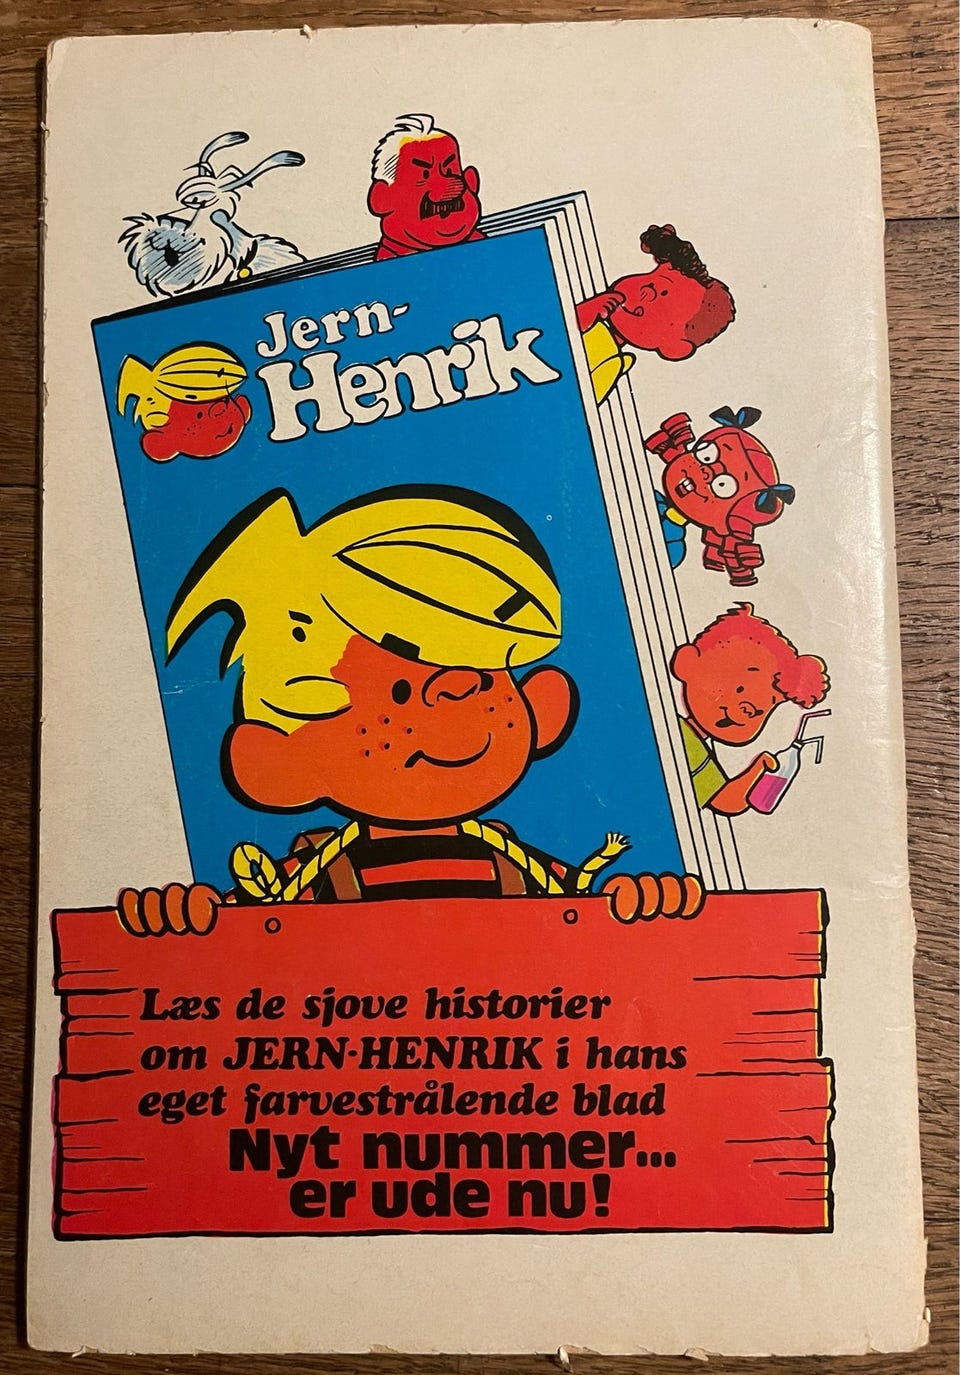 Jern-
Henrik
Læs de sjove historier
om JERN-HENRIK i hans
eget farvestrålende blad
Nyt nummer...
er ude nu!